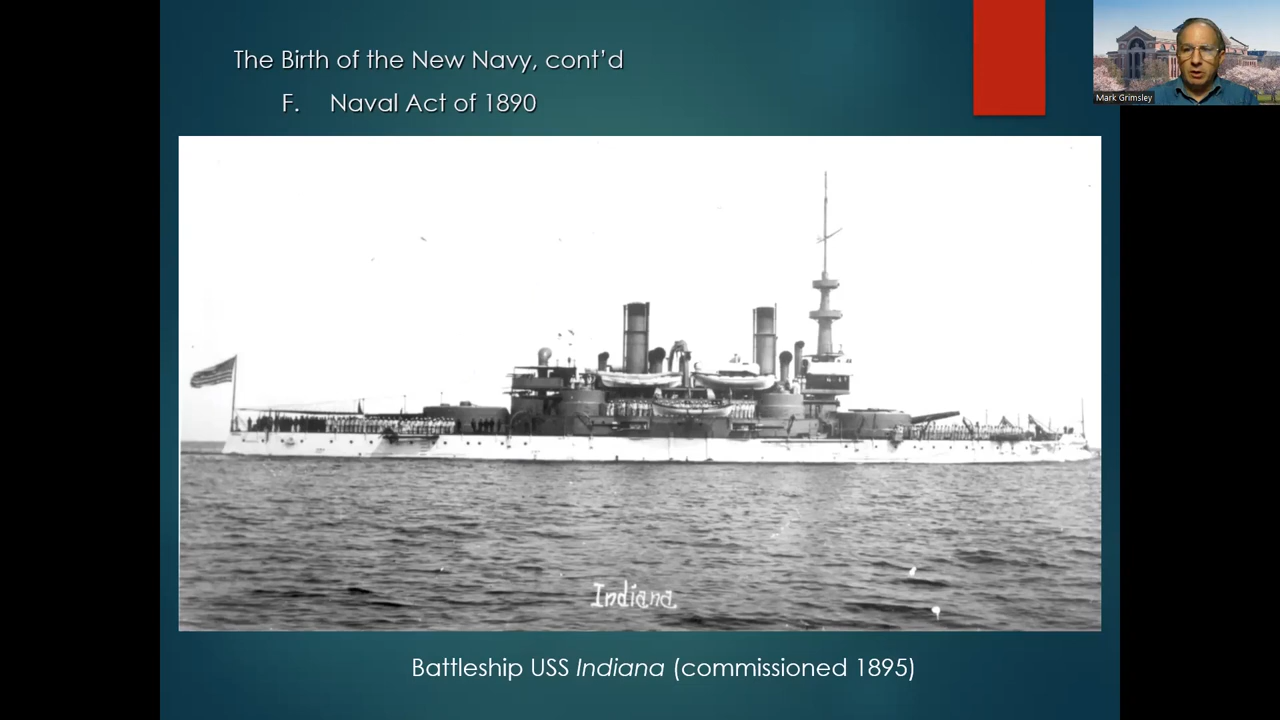 The Birth of the New Navy, cont’d
F. Naval Act of 1890
Mark Grimsley
Indiana
Battleship USS Indiana (commissioned 1895)